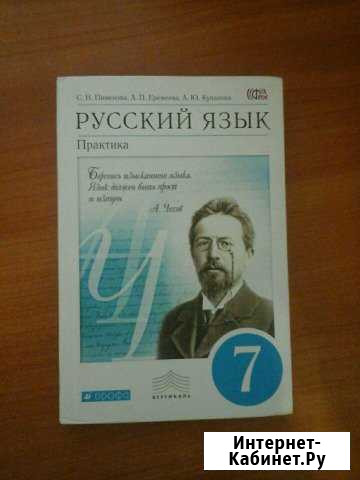 С. Н. Пименова, А. П. Еремеева, А. Ю. Купалова
РУССКИЙ ЯЗЫК
Практика
Берегись изысканного языка.
Язык должен быть прост
и изящен.
А. Чехов
7
ДРОФА
ВЕРТИКАЛЬ
Интернет-
Кабинет.Ру